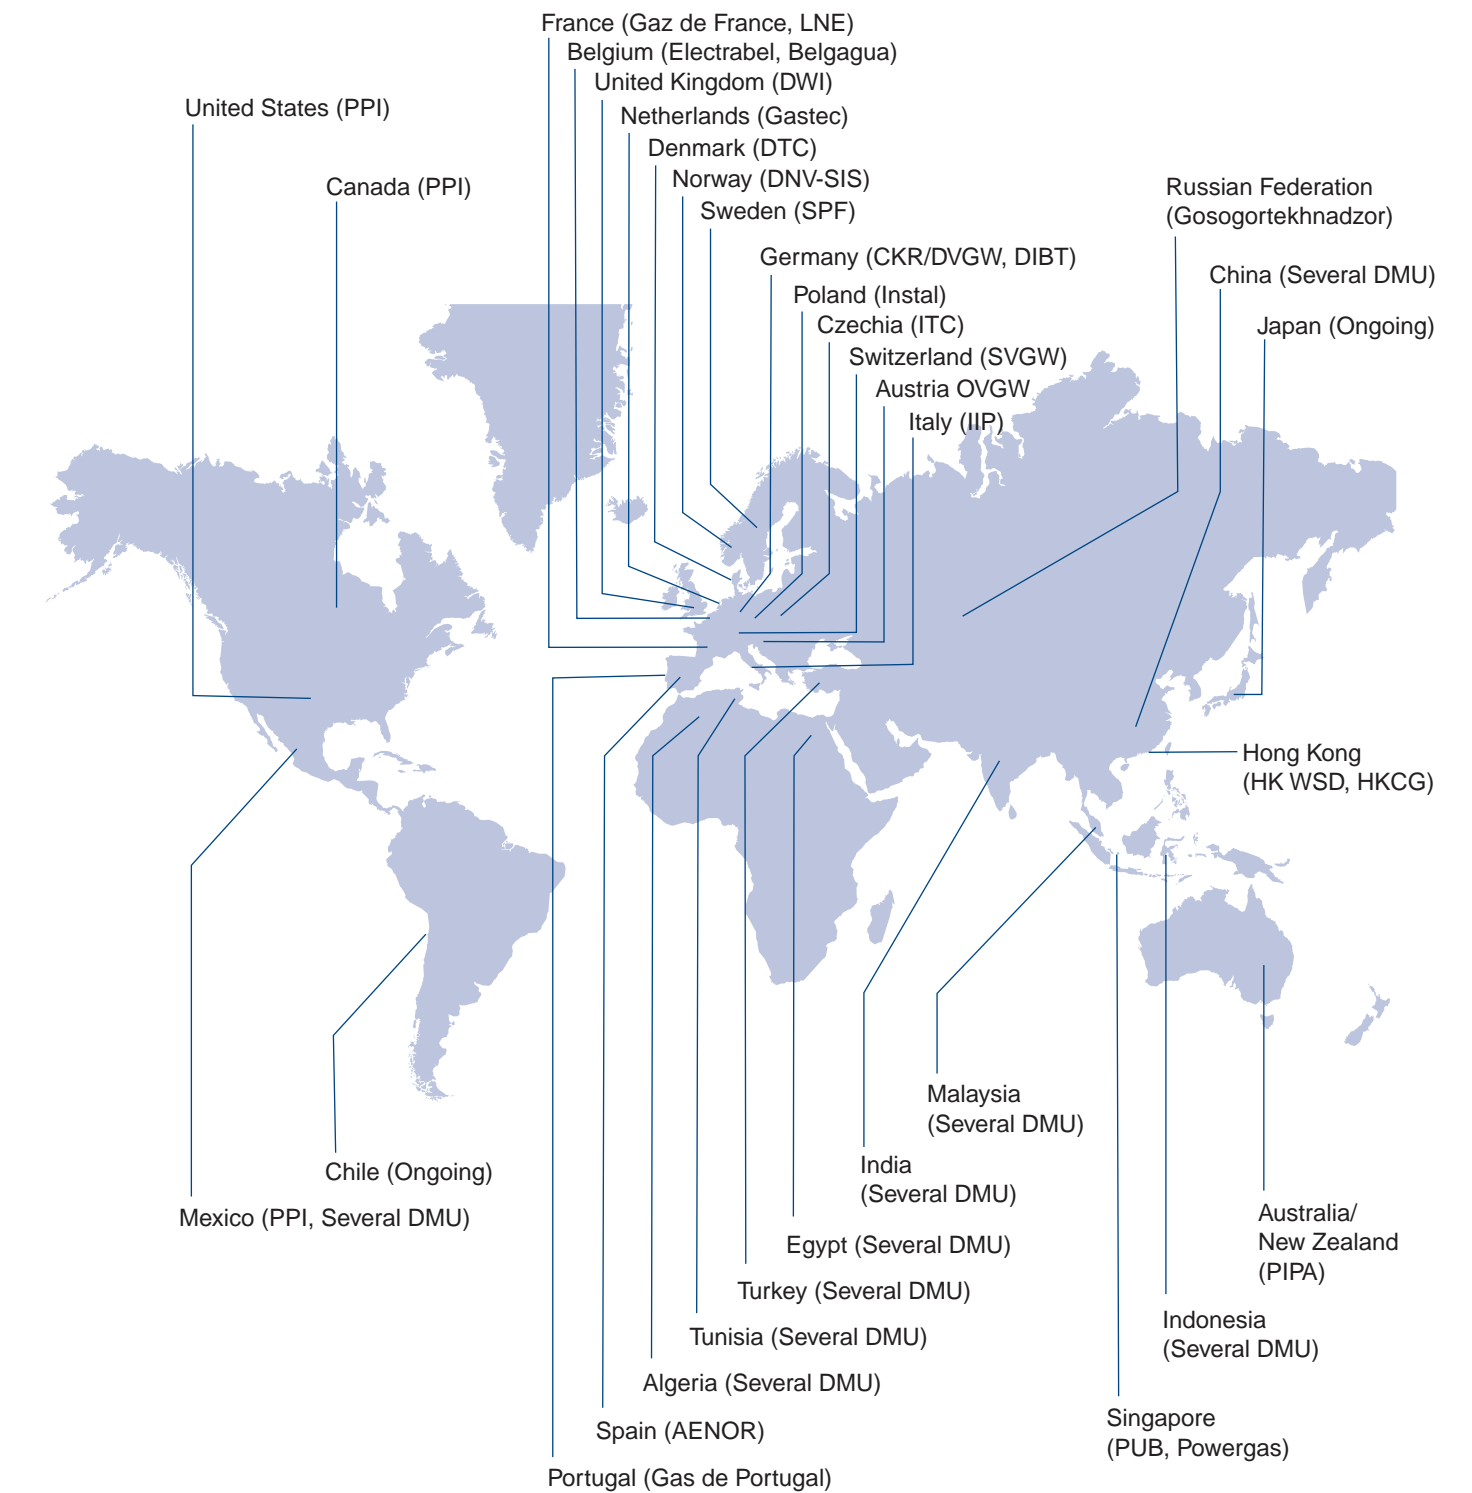 France (Gaz de France, LNE)
Belgium (Electrabel, Belgagua)
United Kingdom (DWI)
United States (PPI)
Netherlands (Gastec)
Denmark (DTC)
Norway (DNV-SIS)
Canada (PPI)
Sweden (SPF)
Russian Federation
(Gosogortekhnadzor)
Germany (CKR/DVGW, DIBT)
China (Several DMU)
Poland (Instal)
Czechia (ITC)
Japan (Ongoing)
Switzerland (SVGW)
Austria OVGW
Italy (IIP)
Hong Kong
(HK WSD, HKCG)
Malaysia
(Several DMU)
India
(Several DMU)
Chile (Ongoing)
Mexico (PPI, Several DMU)
Australia/
New Zealand
(PIPA)
Egypt (Several DMU)
Turkey (Several DMU)
Indonesia
(Several DMU)
Tunisia (Several DMU)
Algeria (Several DMU)
Singapore
(PUB, Powergas)
Spain (AENOR)
Portugal (Gas de Portugal)